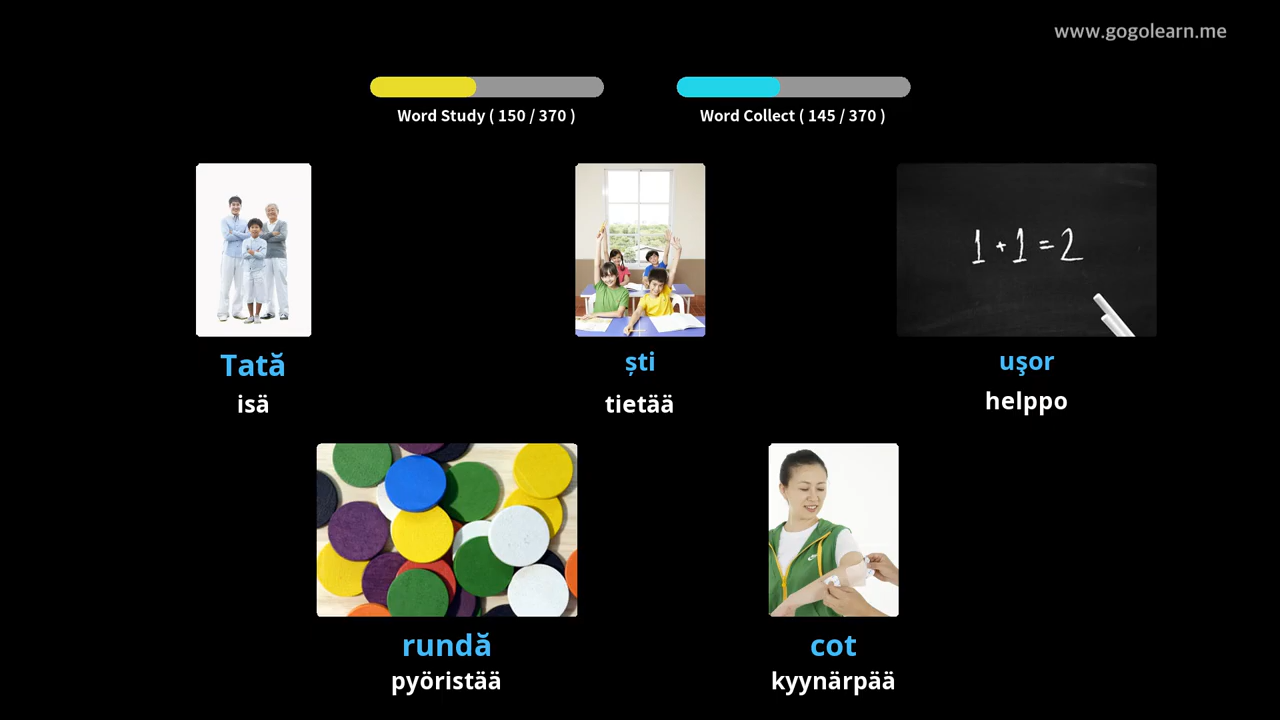 www.gogolearn.me
Word Study ( 150 / 370 )
Word Collect ( 145 / 370 )
Tată
isä
ști
tietää
uşor
helppo
1 + 1 = 2
rundă
pyöristää
cot
kyynärpää